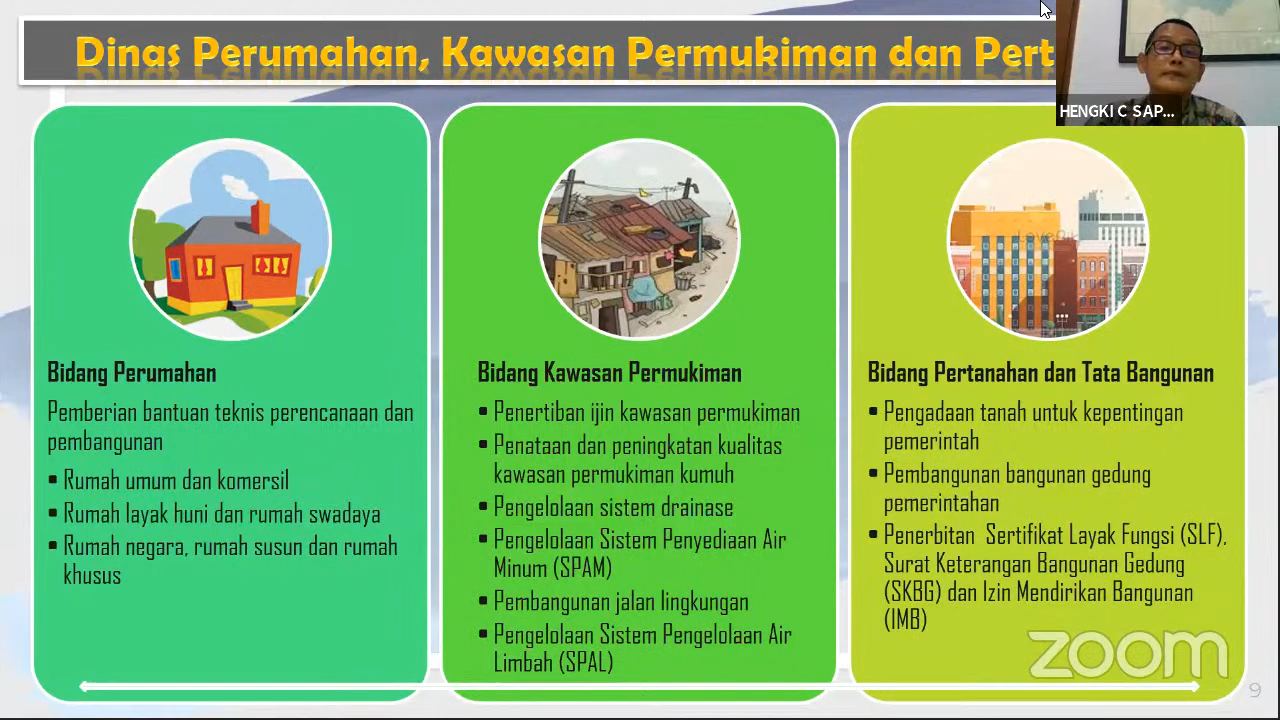 Dinas Perumahan, Kawasan Permukiman dan Pert
HENGKI C SAP...
Bidang Perumahan
Pemberian bantuan teknis perencanaan dan
pembangunan
▪ Rumah umum dan komersil
▪ Rumah layak huni dan rumah swadaya
▪ Rumah negara, rumah susun dan rumah
khusus
Bidang Kawasan Permukiman
▪ Penertiban ijin kawasan permukiman
▪ Penataan dan peningkatan kualitas
kawasan permukiman kumuh
▪ Pengelolaan sistem drainase
▪ Pengelolaan Sistem Penyediaan Air
Minum (SPAM)
▪ Pembangunan jalan lingkungan
▪ Pengelolaan Sistem Pengelolaan Air
Limbah (SPAL)
Bidang Pertanahan dan Tata Bangunan
▪ Pengadaan tanah untuk kepentingan
pemerintah
▪ Pembangunan bangunan gedung
pemerintahan
▪ Penerbitan Sertifikat Layak Fungsi (SLF),
Surat Keterangan Bangunan Gedung
(SKBG) dan Izin Mendirikan Bangunan
(IMB)
zoom
9